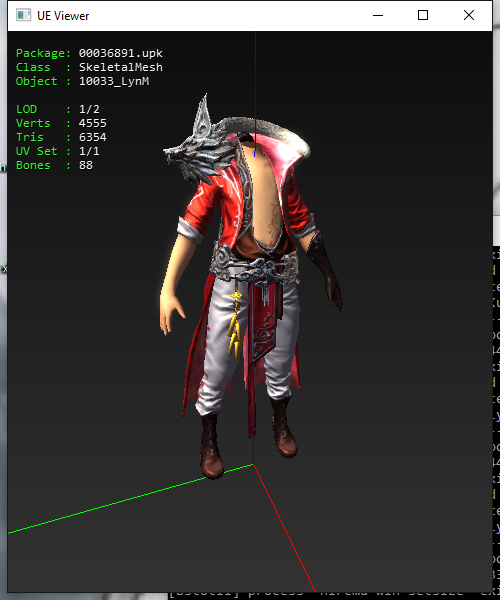 UE Viewer
Package: 00036891.upk
Class : SkeletalMesh
Object : 10033_LynM
LOD : 1/2
Verts : 4555
Tris : 6354
UV Set : 1/1
Bones : 88